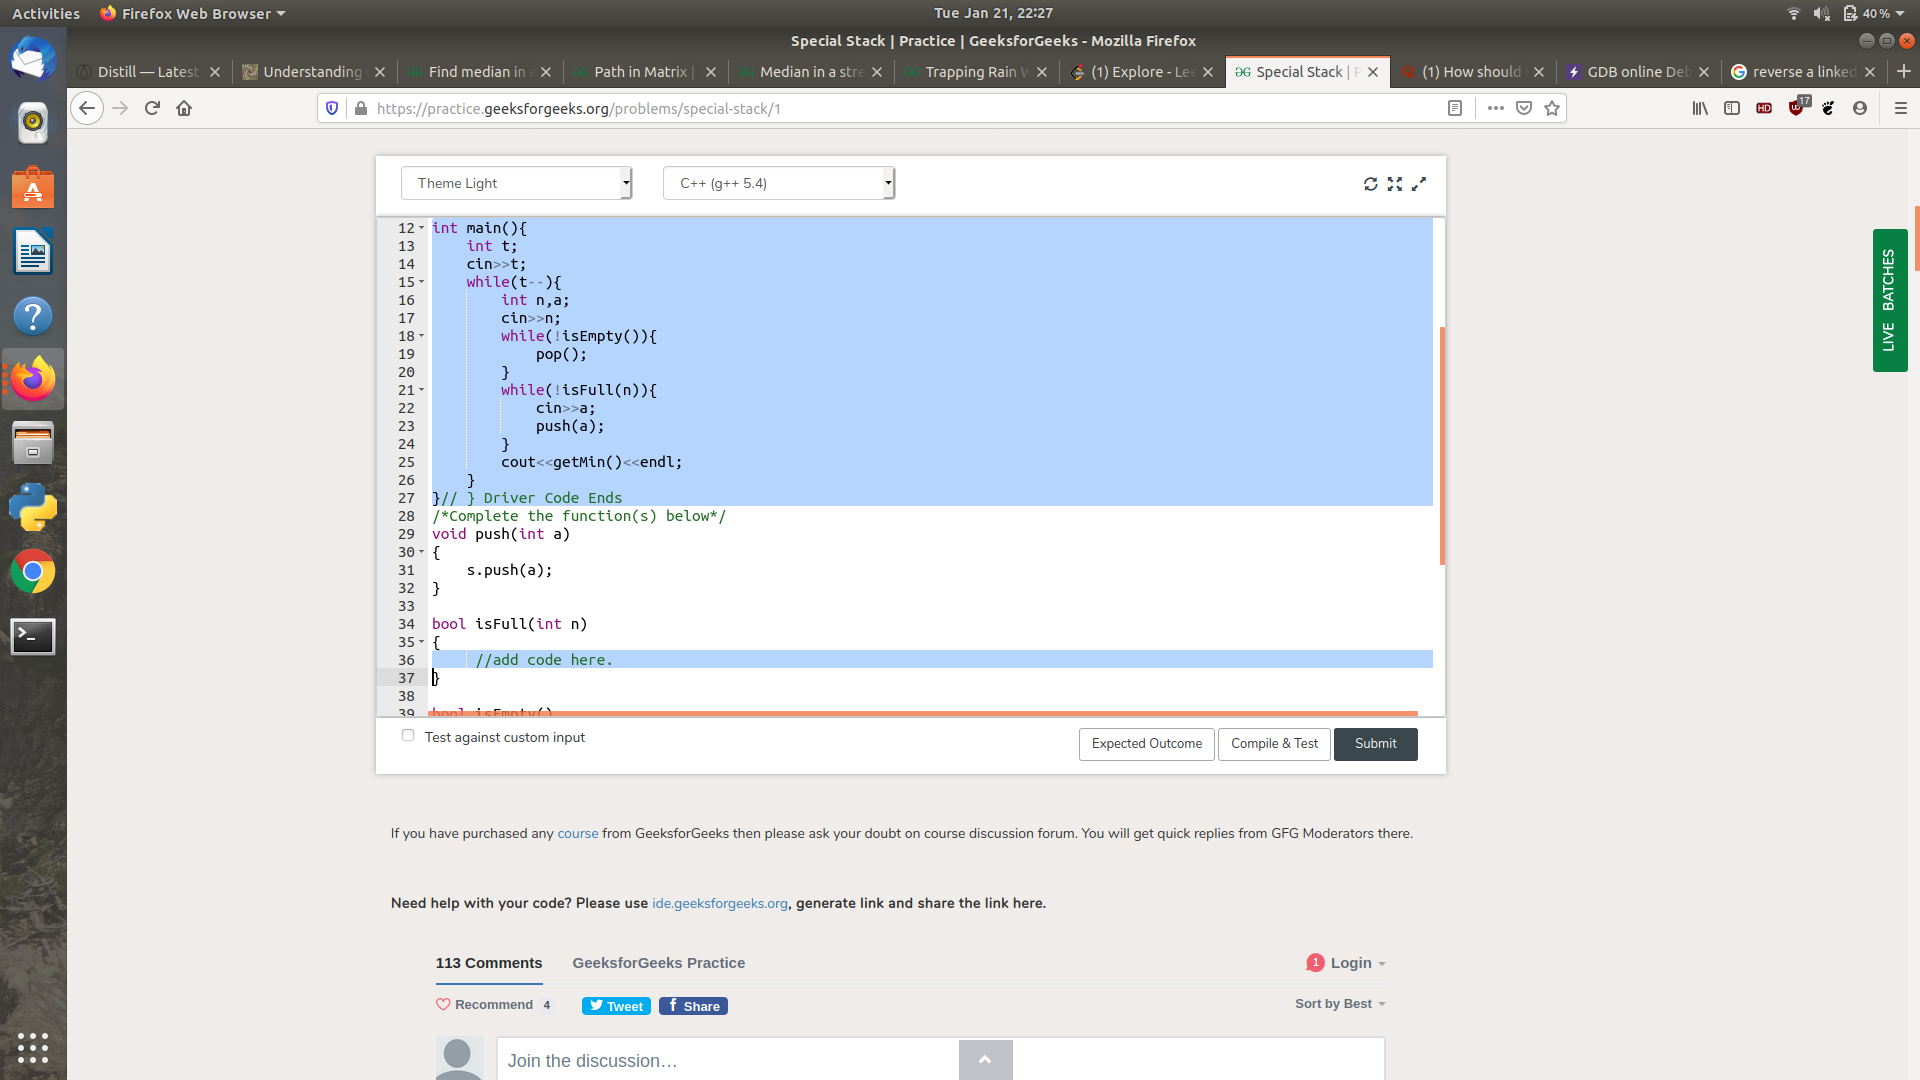 Activities
Firefox Web Browser
Tue Jan 21, 22:27
40 %
Special Stack | Practice | GeeksforGeeks - Mozilla Firefox
Distill — Latest
Understanding
Find median in a
Path in Matrix |
Median in a stre
Trapping Rain W
(1) Explore - Lee
Special Stack | P
(1) How should
GDB online Deb
reverse a linked
https://practice.geeksforgeeks.org/problems/special-stack/1
HD
17
Theme Light
C++ (g++ 5.4)
12 int main(){
13 int t;
14 cin>>t;
15 while(t--){
16 int n,a;
17 cin>>n;
18 while(!isEmpty()){
19 pop();
20 }
21 while(!isFull(n)){
22 cin>>a;
23 push(a);
24 }
25 cout<<getMin()<<endl;
26 }
27 }// } Driver Code Ends
28 /*Complete the function(s) below*/
29 void push(int a)
30 {
31 s.push(a);
32 }
33
34 bool isFull(int n)
35 {
36 //add code here.
37 }
38
39 bool isEmpty()
LIVE BATCHES
Test against custom input
Expected Outcome
Compile & Test
Submit
If you have purchased any course from GeeksforGeeks then please ask your doubt on course discussion forum. You will get quick replies from GFG Moderators there.
Need help with your code? Please use ide.geeksforgeeks.org, generate link and share the link here.
113 Comments
GeeksforGeeks Practice
1
Login
Recommend
4
Tweet
Share
Sort by Best
Join the discussion…